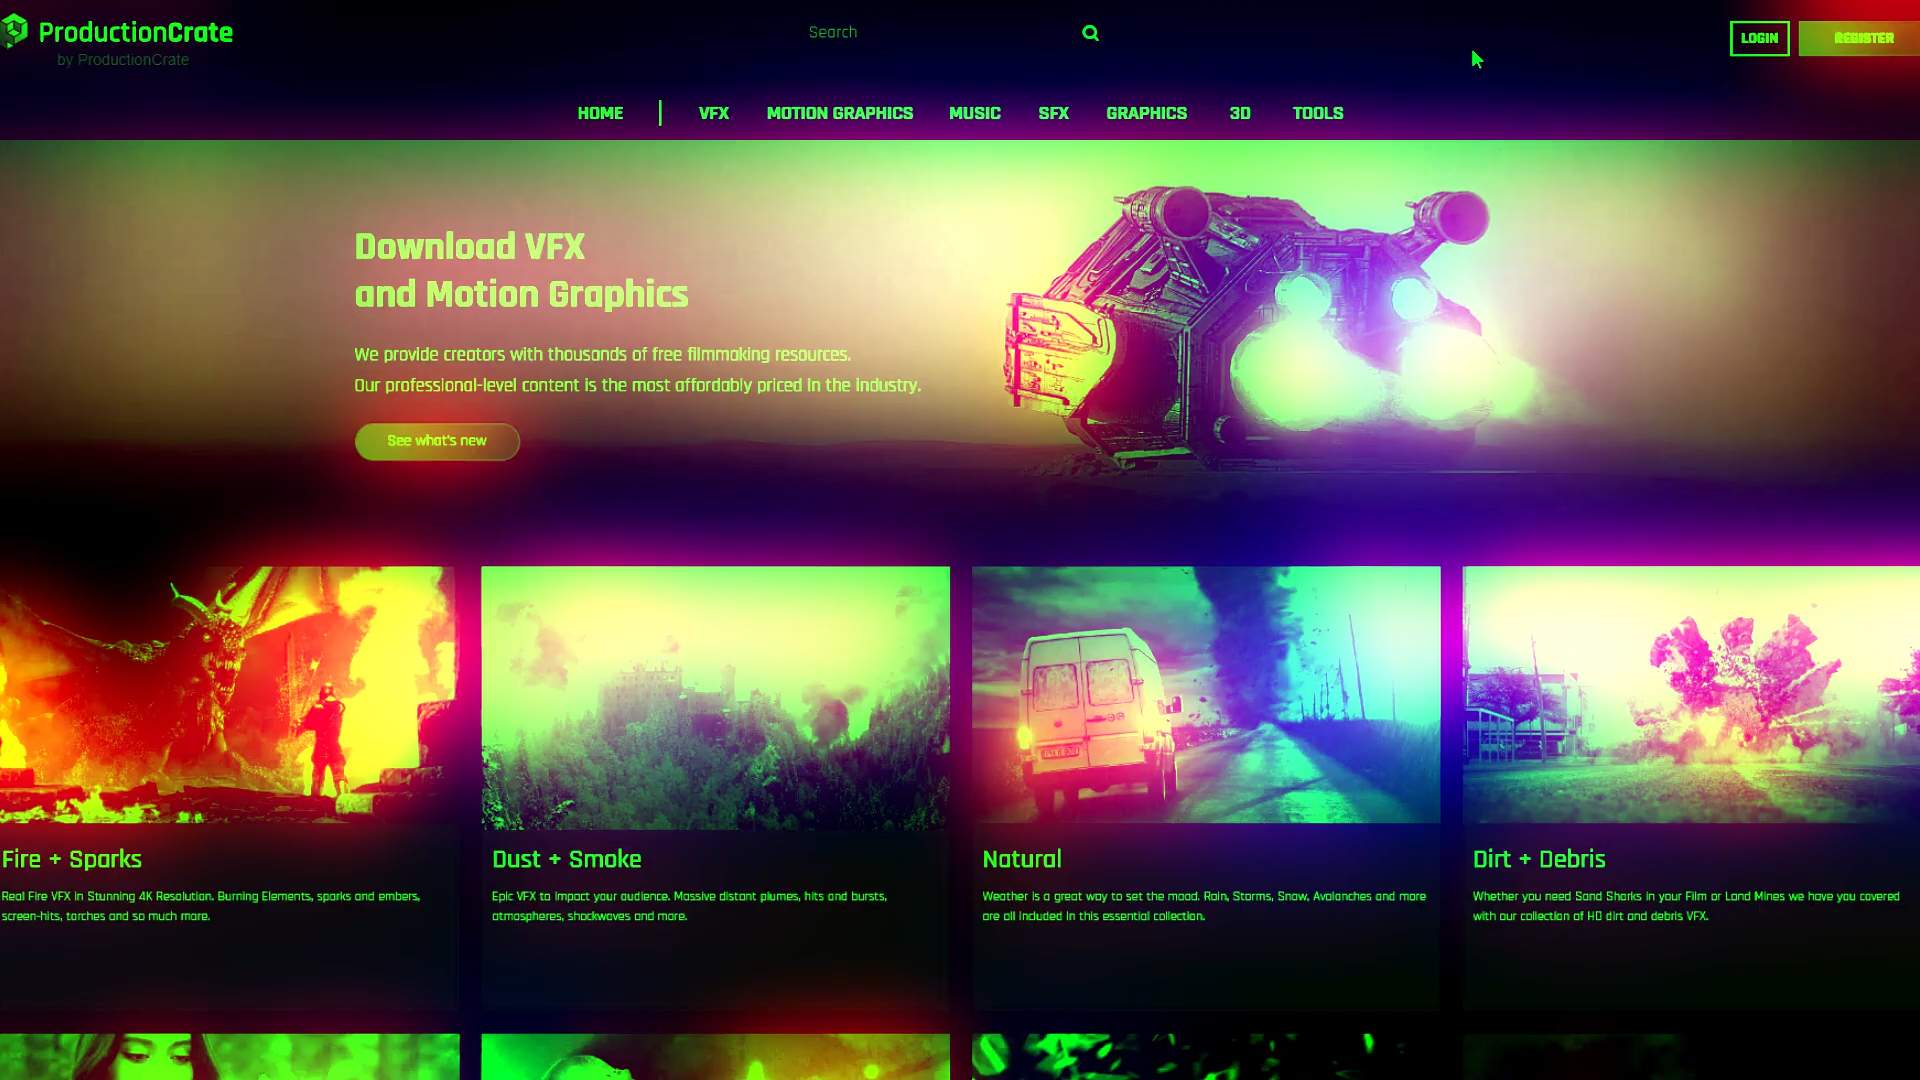 ProductionCrate
by ProductionCrate
Search
LOGIN
REGISTER
HOME
VFX
MOTION GRAPHICS
MUSIC
SFX
GRAPHICS
3D
TOOLS
Download VFX
and Motion Graphics
We provide creators with thousands of free filmmaking resources.
Our professional-level content is the most affordably priced in the industry.
See what's new
Fire + Sparks
Real Fire VFX in Stunning 4K Resolution. Burning Elements, sparks and embers,
screen-hits, torches and so much more.
Dust + Smoke
Epic VFX to impact your audience. Massive distant plumes, hits and bursts,
atmospheres, shockwaves and more.
Natural
Weather is a great way to set the mood. Rain, Storms, Snow, Avalanches and more
are all included in this essential collection.
Dirt + Debris
Whether you need Sand Sharks in your Film or Land Mines we have you covered
with our collection of HD dirt and debris VFX.